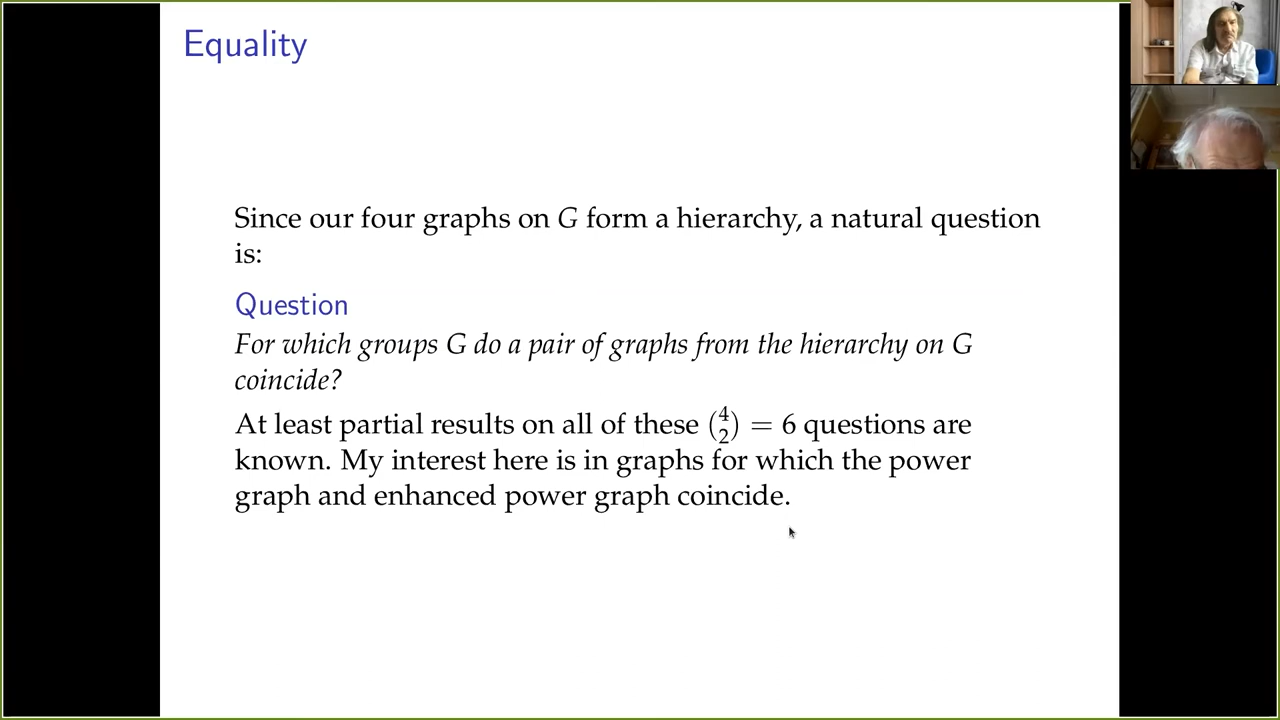 Equality
Since our four graphs on G form a hierarchy, a natural question
is:
Question
For which groups G do a pair of graphs from the hierarchy on G
coincide?
At least partial results on all of these (4 2) = 6 questions are
known. My interest here is in graphs for which the power
graph and enhanced power graph coincide.